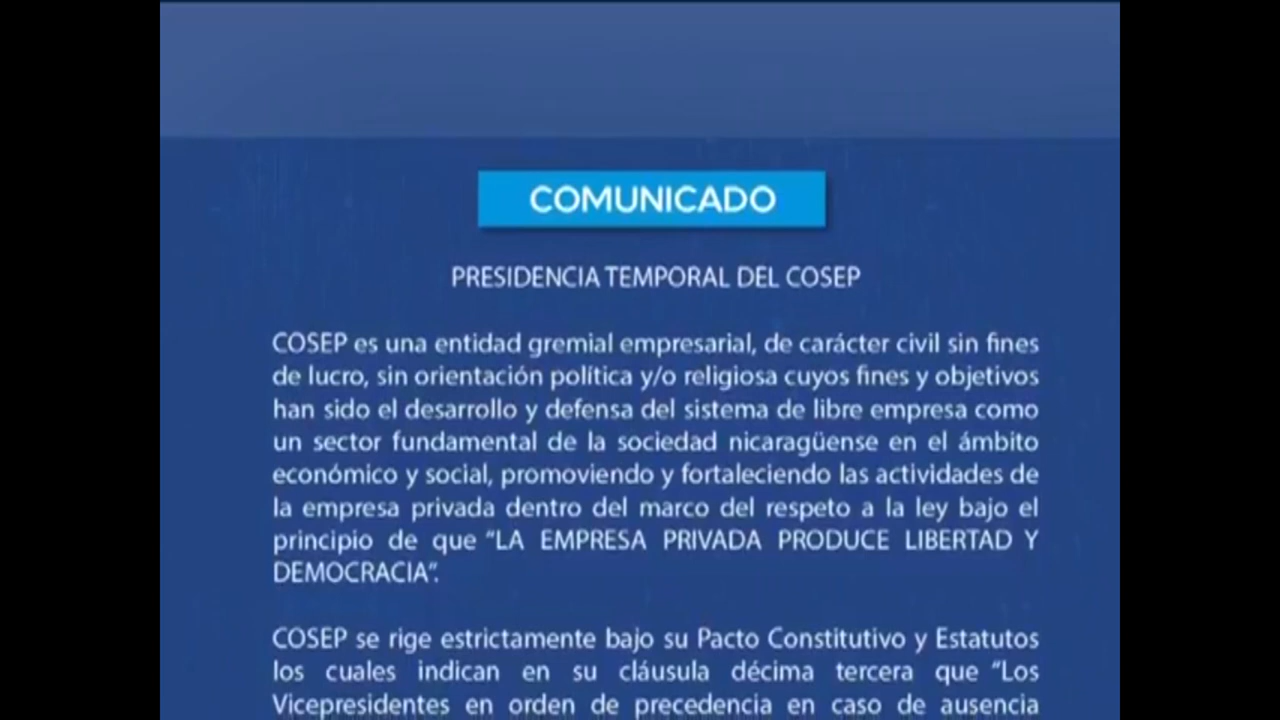 COMUNICADO
PRESIDENCIA TEMPORAL DEL COSEP
COSEP es una entidad gremial empresarial, de carácter civil sin fines
de lucro, sin orientación política y/o religiosa cuyos fines y objetivos
han sido el desarrollo y defensa del sistema de libre empresa como
un sector fundamental de la sociedad nicaragüense en el ámbito
económico y social, promoviendo y fortaleciendo las actividades de
la empresa privada dentro del marco del respeto a la ley bajo el
principio de que “LA EMPRESA PRIVADA PRODUCE LIBERTAD Y
DEMOCRACIA”.
COSEP se rige estrictamente bajo su Pacto Constitutivo y Estatutos
los cuales indican en su cláusula décima tercera que “Los
Vicepresidentes en orden de precedencia en caso de ausencia